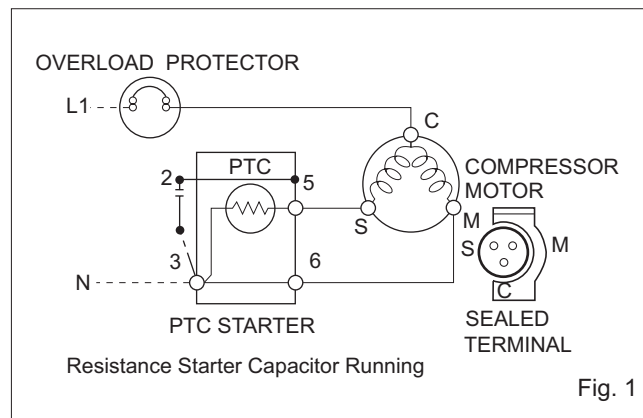 OVERLOAD PROTECTOR
L1
C
PTC
2
5
COMPRESSOR
MOTOR
S
M
3
6
N
S
M
C
PTC STARTER
SEALED
TERMINAL
Resistance Starter Capacitor Running
Fig. 1